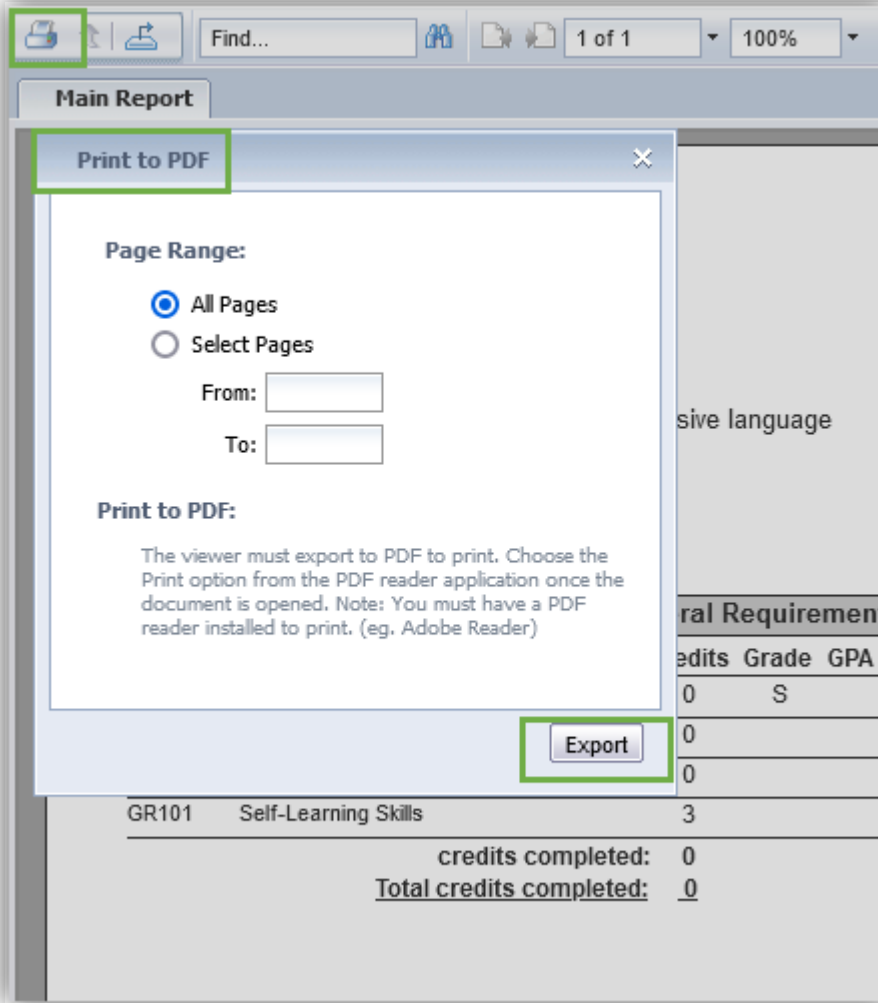 Find...
1 of 1
100%
Main Report
Print to PDF
Page Range:
All Pages
Select Pages
From:
To:
Print to PDF:
The viewer must export to PDF to print. Choose the
Print option from the PDF reader application once the
document is opened. Note: You must have a PDF
reader installed to print. (eg. Adobe Reader)
Export
sive language
ral Requiremen
edits Grade GPA
0 S
0
0
GR101 Self-Learning Skills 3
credits completed: 0
Total credits completed: 0